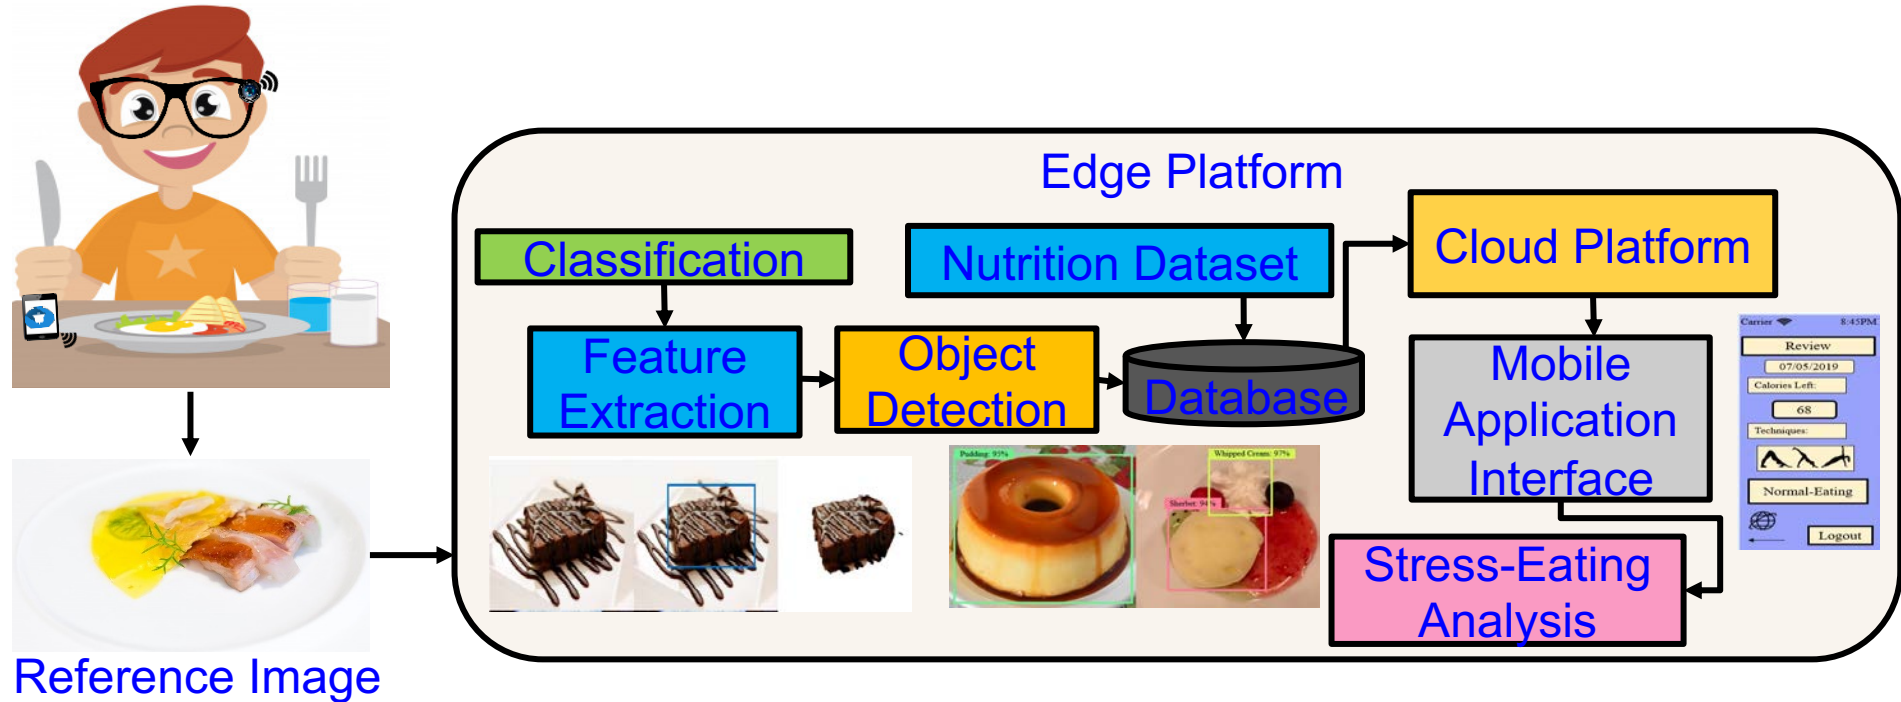 Edge Platform
Classification
Nutrition Dataset
Cloud Platform
Feature
Extraction
Object
Detection
Database
Mobile
Application
Interface
Stress-Eating
Analysis
Pudding: 95%
Whipped Cream: 97%
Sherbet: 94%
Carrier
8:45PM
Review
07/05/2019
Calories Left:
68
Techniques:
Normal-Eating
Logout
Reference Image